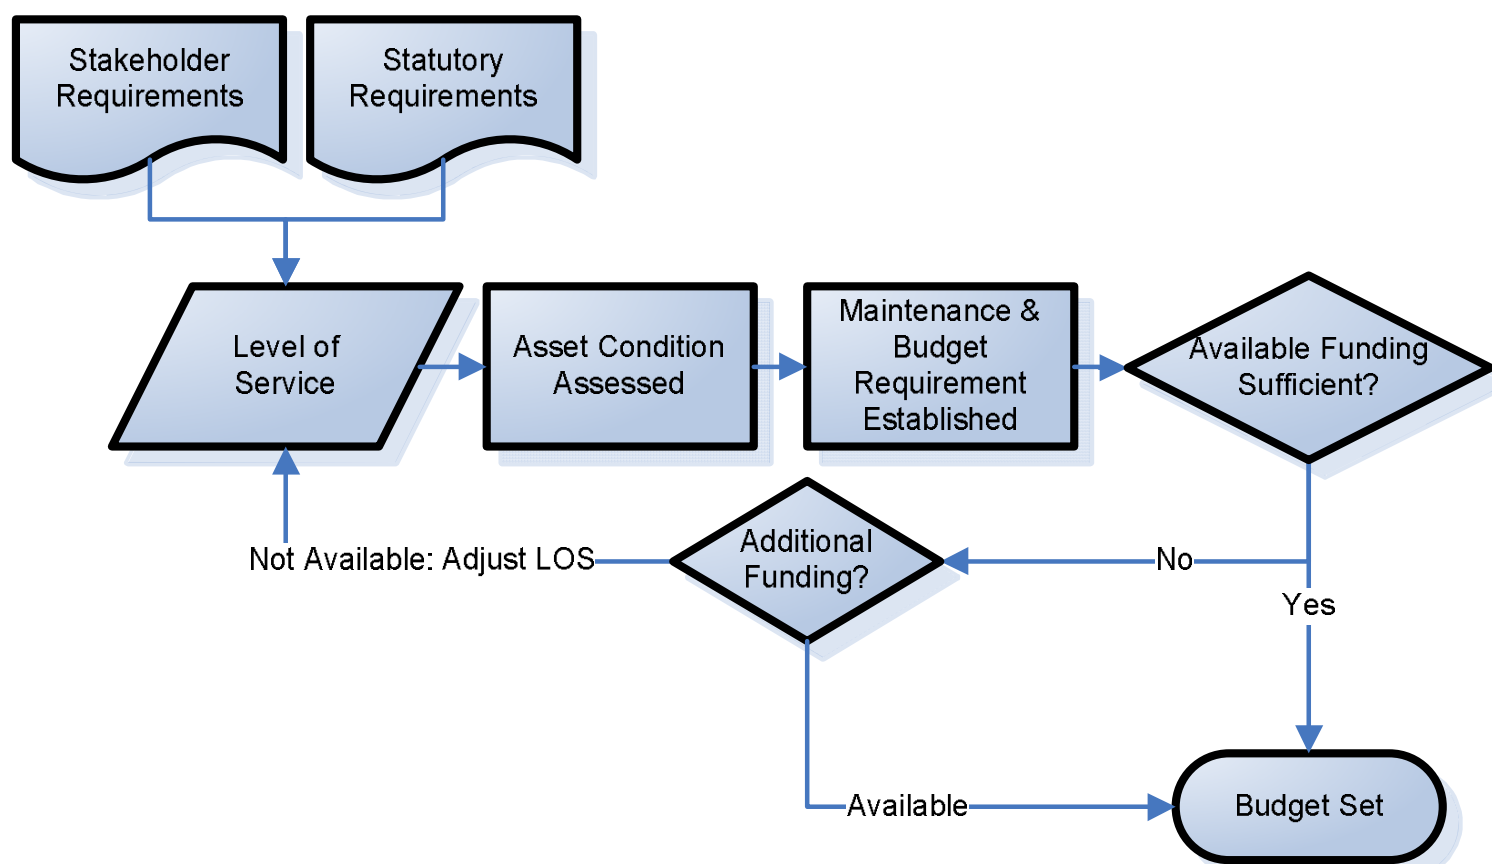 Stakeholder
Requirements
Statutory
Requirements
Level of
Service
Asset Condition
Assessed
Maintenance &
Budget
Requirement
Established
Available Funding
Sufficient?
Additional
Funding?
Not Available: Adjust LOS
No
Yes
Available
Budget Set